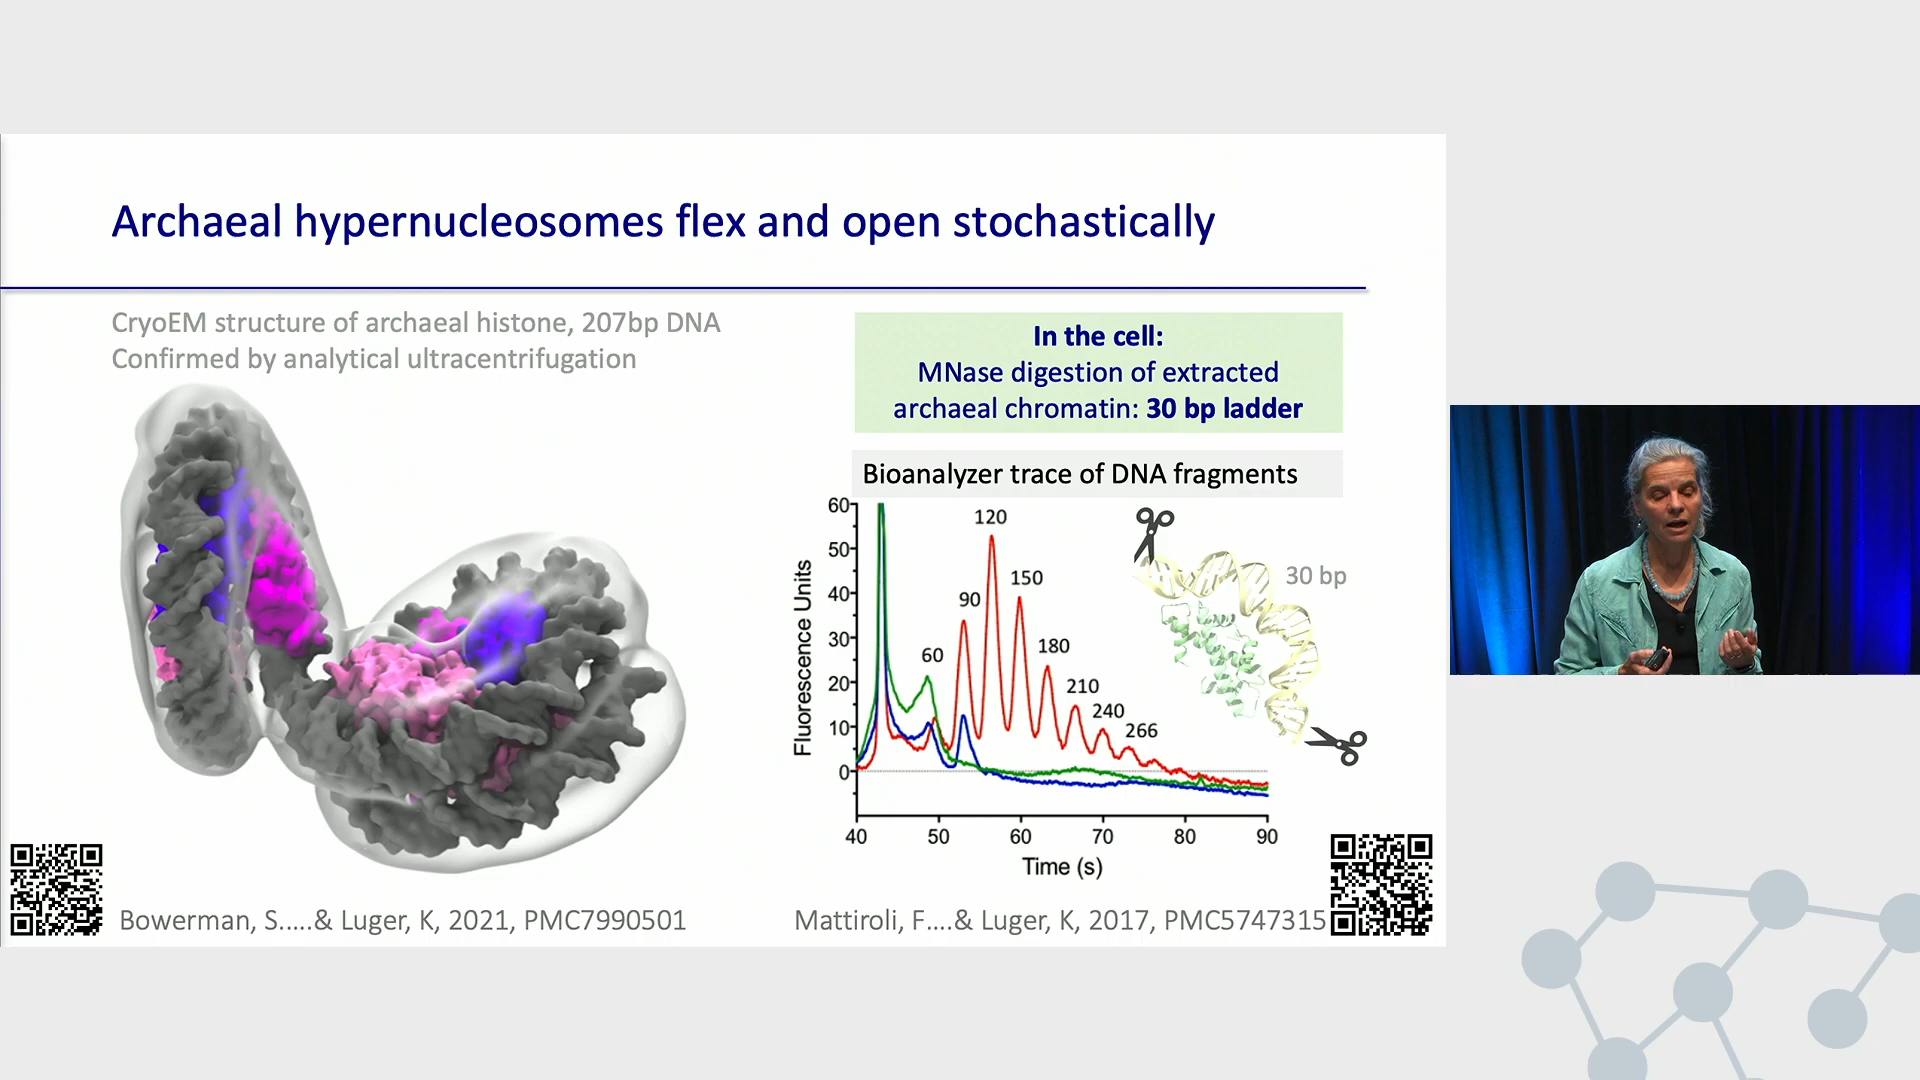 Archaeal hypernucleosomes flex and open stochastically
CryoEM structure of archaeal histone, 207bp DNA
Confirmed by analytical ultracentrifugation
In the cell:
MNase digestion of extracted
archaeal chromatin: 30 bp ladder
Bioanalyzer trace of DNA fragments
60
50
40
30
20
10
0
Fluorescence Units
60
90
120
150
180
210
240
266
30 bp
40
50
60
70
80
90
Time (s)
Bowerman, S.....& Luger, K, 2021, PMC7990501
Mattiroli, F....& Luger, K, 2017, PMC5747315